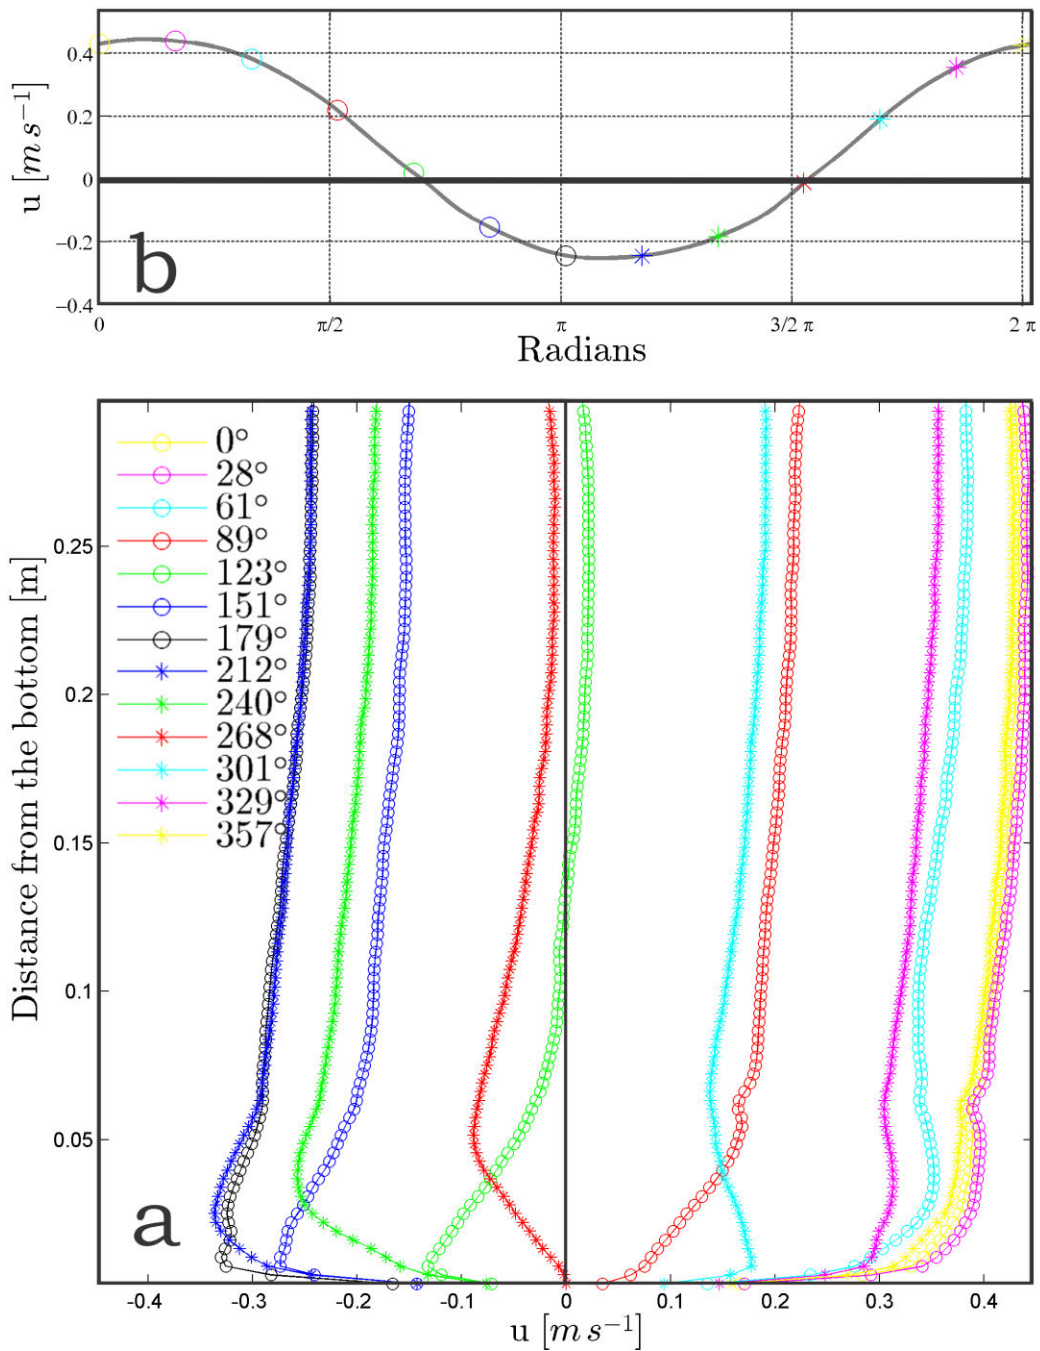 u [m s⁻¹]
0.4
0.2
0
−0.2
−0.4
b
0 π/2 π 3/2 π 2 π
Radians
Distance from the bottom [m]
0.25
0.2
0.15
0.1
0.05
0°
28°
61°
89°
123°
151°
179°
212°
240°
268°
301°
329°
357°
a
-0.4 -0.3 -0.2 -0.1 0 0.1 0.2 0.3 0.4
u [m s⁻¹]